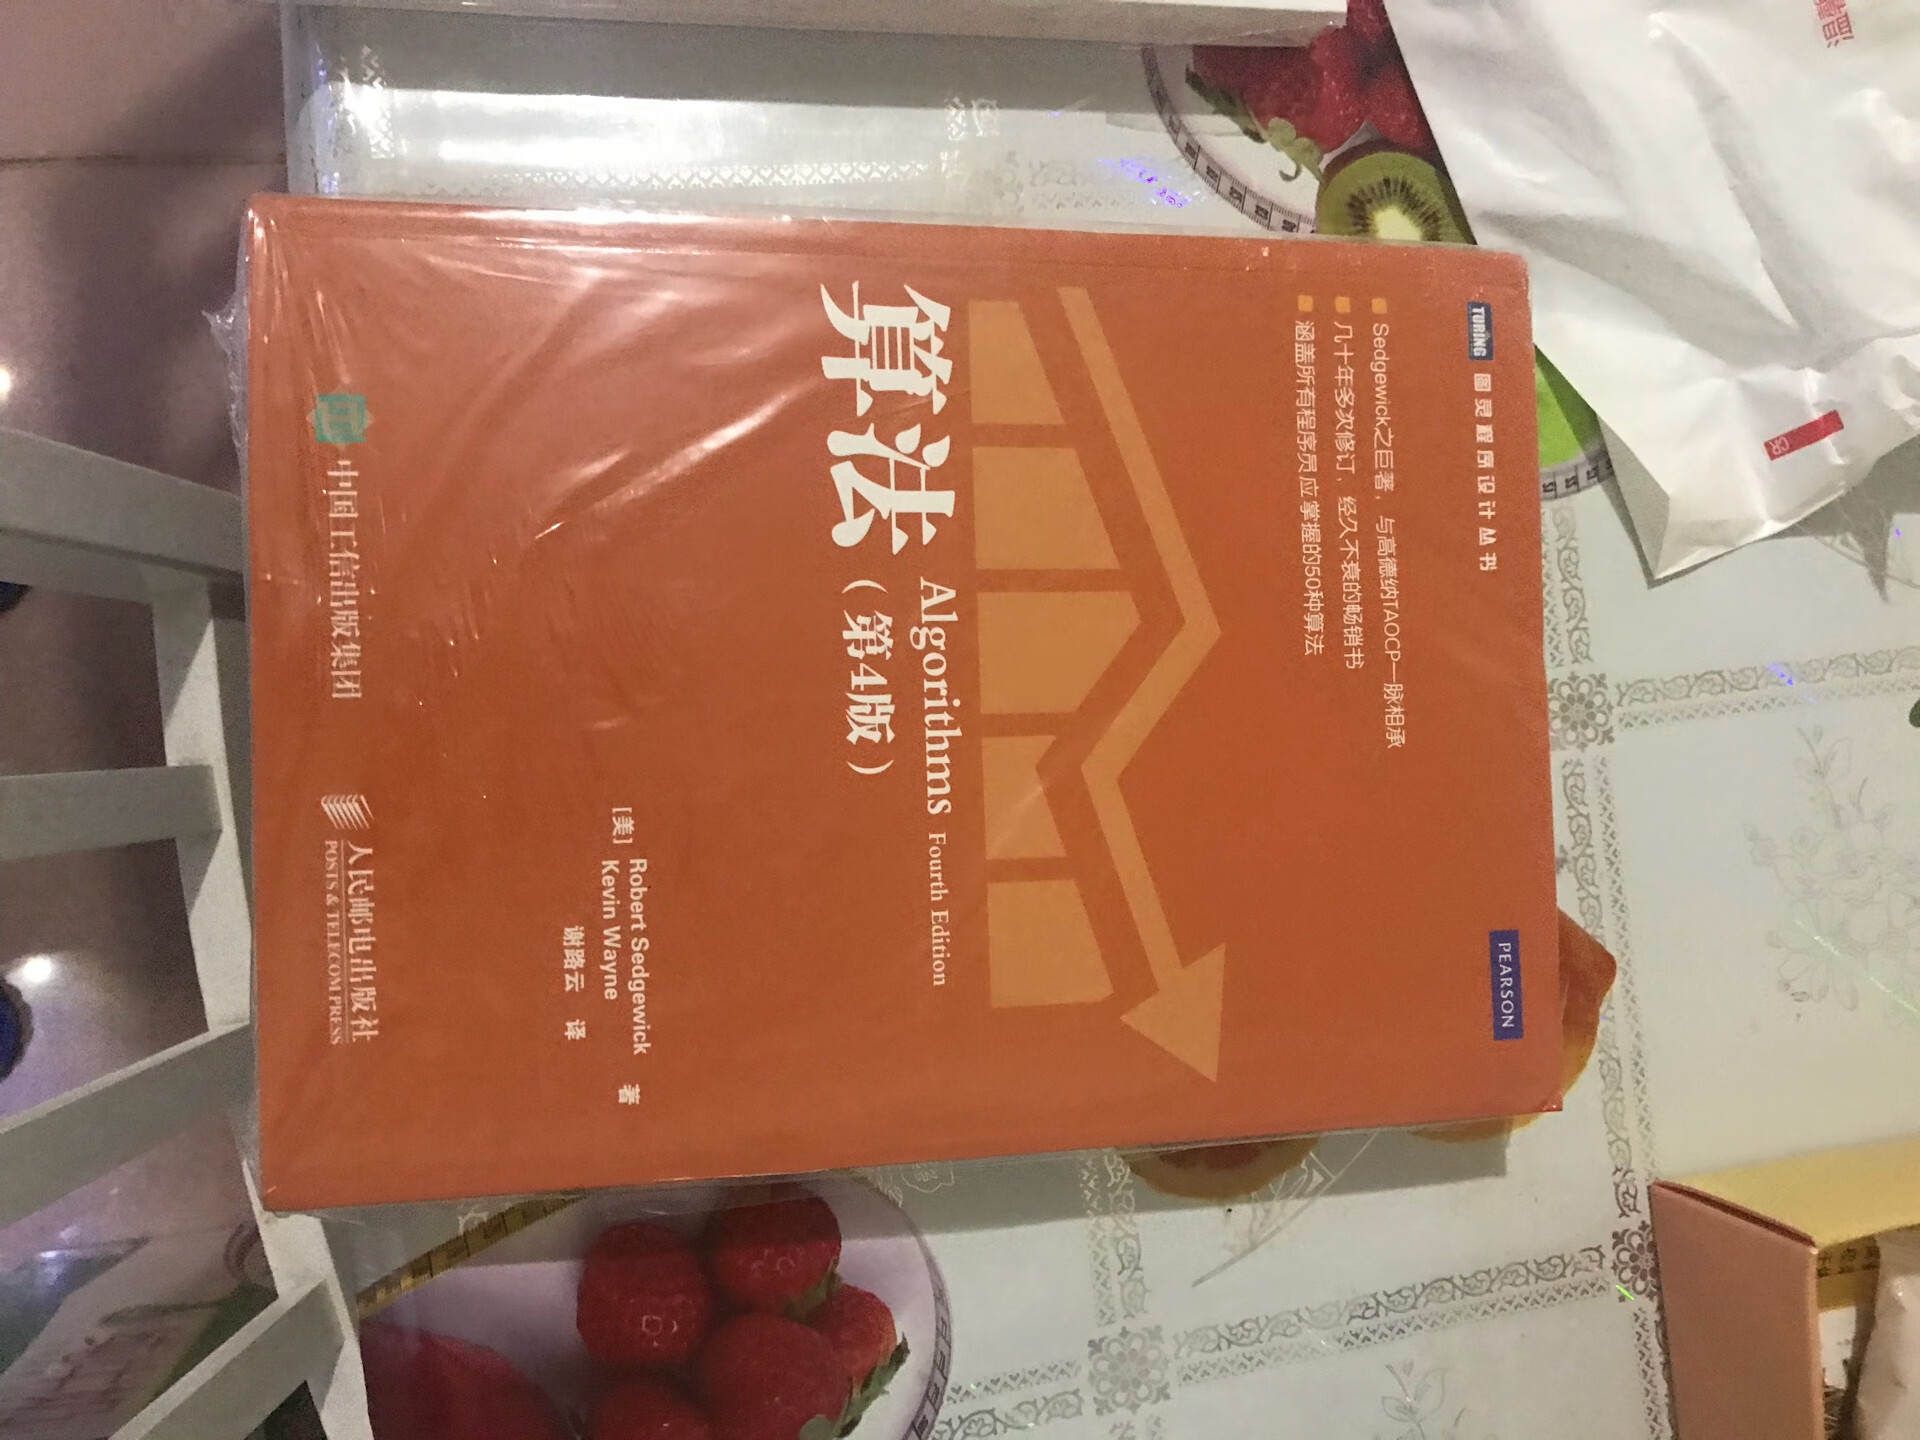 TURING 图灵程序设计丛书
PEARSON
Sedgewick之巨著，与高德纳TAOCP一脉相承
几十年多次修订，经久不衰的畅销书
涵盖所有程序员应掌握的50种算法
算法
Algorithms Fourth Edition
（第4版）
[美] Robert Sedgewick
Kevin Wayne
著
谢路云 译
中国工信出版集团
人民邮电出版社
POSTS & TELECOM PRESS